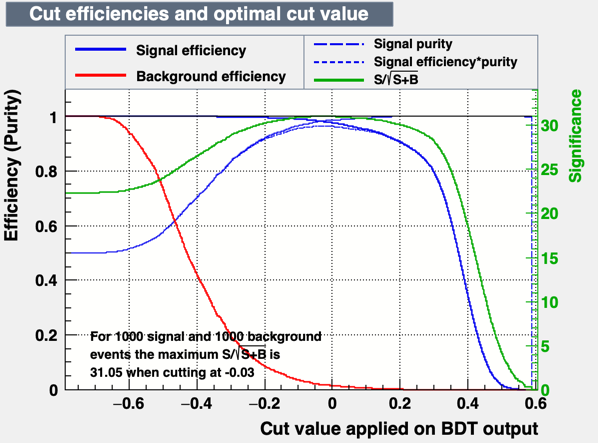 Cut efficiencies and optimal cut value
Signal efficiency
Background efficiency
Signal purity
Signal efficiency*purity
S/√S+B
Efficiency (Purity)
1
0.8
0.6
0.4
0.2
0
Significance
30
25
20
15
10
5
0
For 1000 signal and 1000 background
events the maximum S/√S+B is
31.05 when cutting at -0.03
−0.6 −0.4 −0.2 0 0.2 0.4 0.6
Cut value applied on BDT output